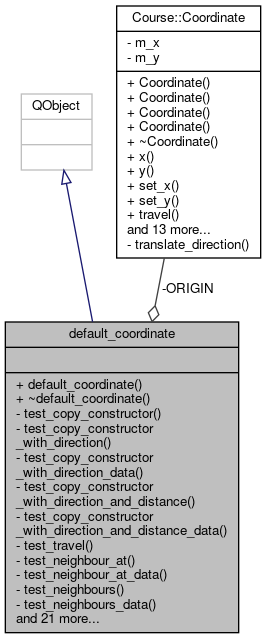 Course::Coordinate
- m_x
- m_y
+ Coordinate()
+ Coordinate()
+ Coordinate()
+ Coordinate()
+ ~Coordinate()
+ x()
+ y()
+ set_x()
+ set_y()
+ travel()
and 13 more...
- translate_direction()
QObject
-ORIGIN
default_coordinate
+ default_coordinate()
+ ~default_coordinate()
- test_copy_constructor()
- test_copy_constructor
_with_direction()
- test_copy_constructor
_with_direction_data()
- test_copy_constructor
_with_direction_and_distance()
- test_copy_constructor
_with_direction_and_distance_data()
- test_travel()
- test_neighbour_at()
- test_neighbour_at_data()
- test_neighbours()
- test_neighbours_data()
and 21 more...